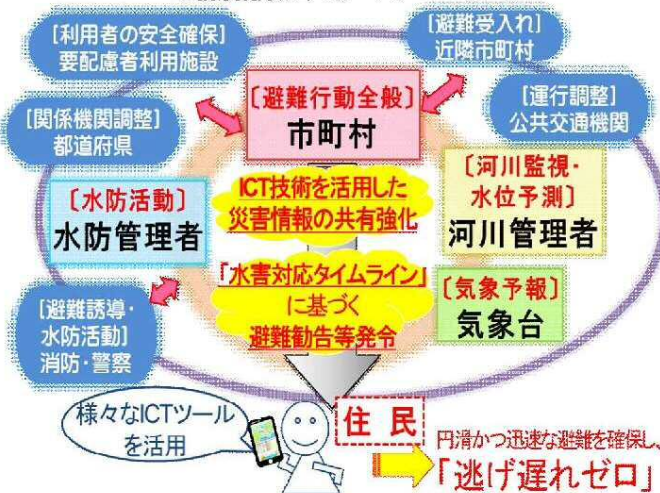 〔利用者の安全確保〕
要配慮者利用施設
〔避難受入れ〕
近隣市町村
〔避難行動全般〕
市町村
〔運行調整〕
公共交通機関
〔関係機関調整〕
都道府県
〔水防活動〕
水防管理者
ICT技術を活用した
災害情報の共有強化
〔河川監視・
水位予測〕
河川管理者
「水害対応タイムライン」
に基づく
避難勧告等発令
〔気象予報〕
気象台
〔避難誘導・
水防活動〕
消防・警察
様々なICTツール
を活用
住民
円滑かつ迅速な避難を確保し、
「逃げ遅れゼロ」